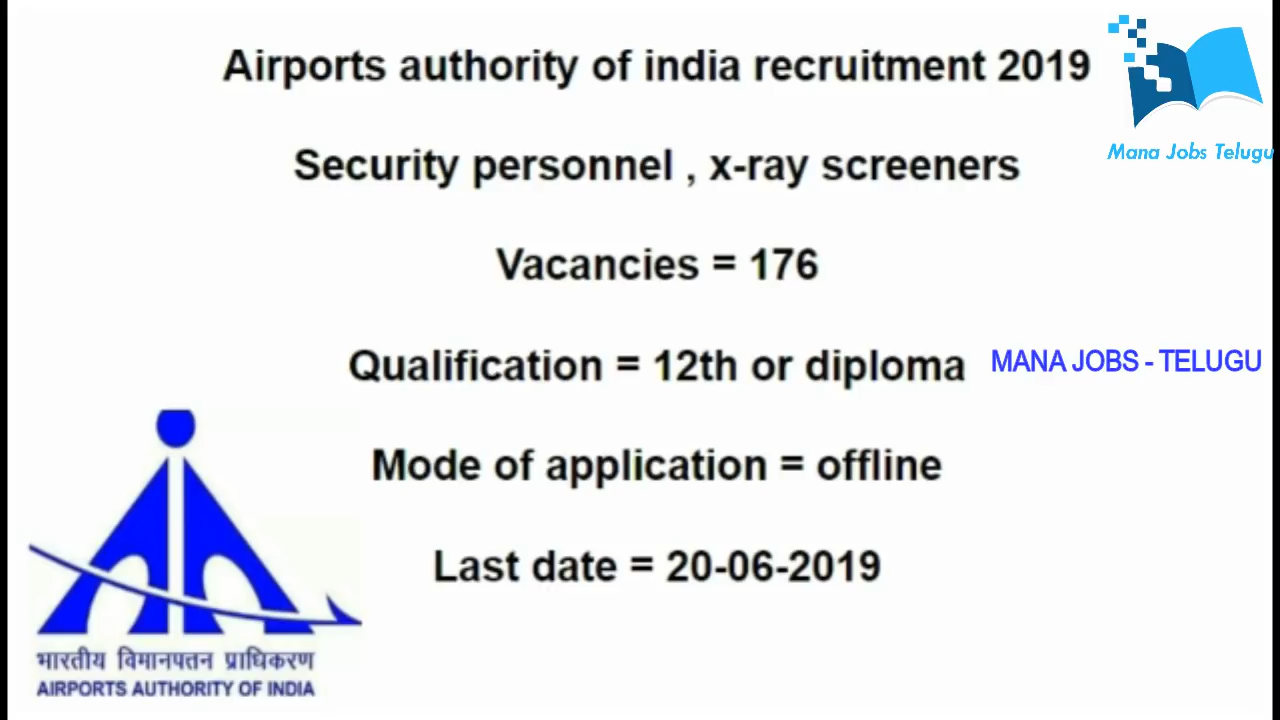 Airports authority of india recruitment 2019
Mana Jobs Telugu
Security personnel , x-ray screeners
Vacancies = 176
Qualification = 12th or diploma
MANA JOBS - TELUGU
Mode of application = offline
Last date = 20-06-2019
भारतीय विमानपत्तन प्राधिकरण
AIRPORTS AUTHORITY OF INDIA